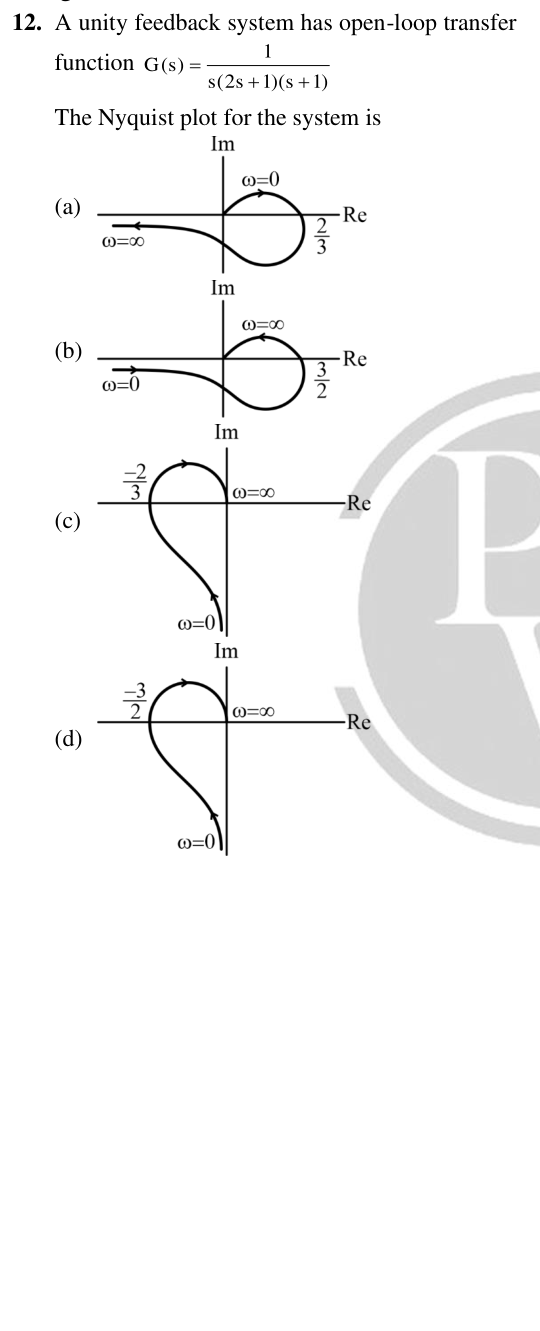 12. A unity feedback system has open-loop transfer
function G(s) = 1 / s(2s+1)(s+1)
The Nyquist plot for the system is
Im
ω=0
(a)
Re
2/3
ω=∞
Im
ω=∞
(b)
Re
3/2
ω=0
Im
-2/3
ω=∞
Re
(c)
ω=0
Im
-3/2
ω=∞
Re
(d)
ω=0